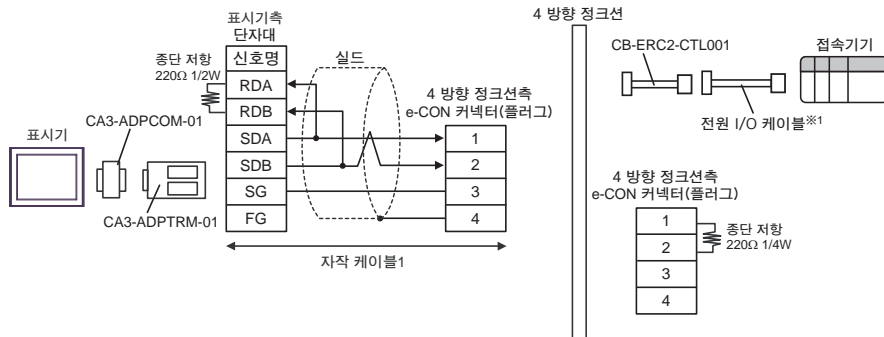 표시기
CA3-ADPCOM-01
CA3-ADPTRM-01
종단 저항
220Ω 1/2W
표시기측
단자대
신호명
RDA
RDB
SDA
SDB
SG
FG
실드
4 방향 정크션측
e-CON 커넥터(플러그)
1
2
3
4
자작 케이블1
4 방향 정크션
CB-ERC2-CTL001
전원 I/O 케이블※1
접속기기
4 방향 정크션측
e-CON 커넥터(플러그)
1
2
3
4
종단 저항
220Ω 1/4W